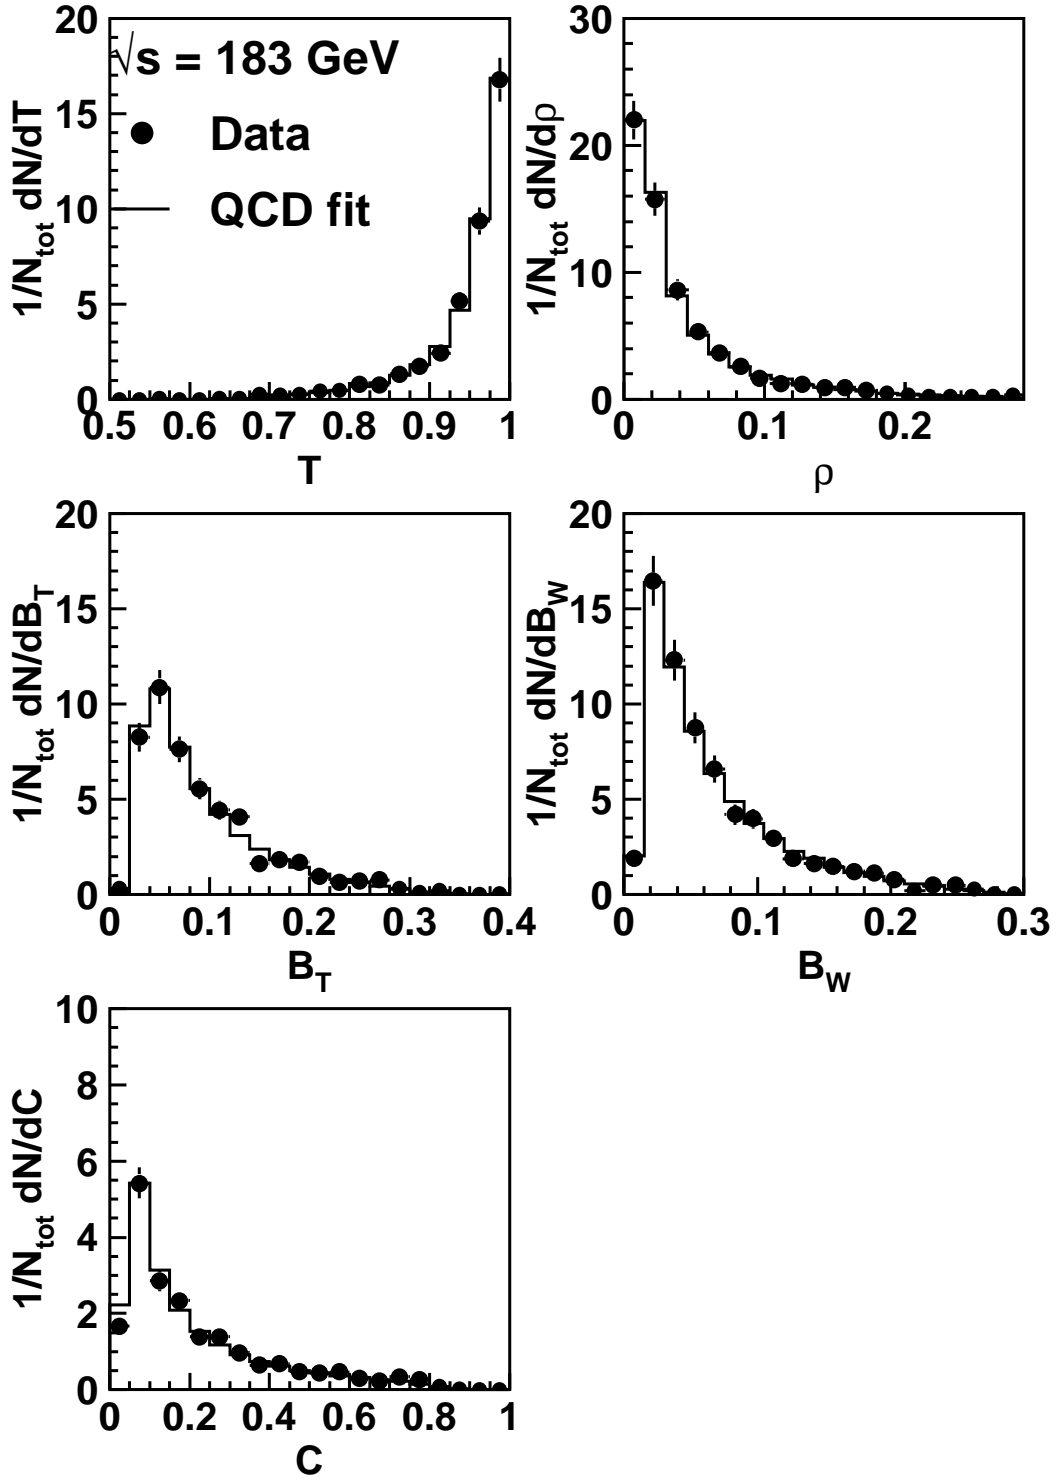 1/N_tot dN/dT
20
15
10
5
0
√s = 183 GeV
Data
QCD fit
0.5 0.6 0.7 0.8 0.9 1
T
1/N_tot dN/dρ
30
20
10
0
0 0.1 0.2
ρ
1/N_tot dN/dB_T
20
15
10
5
0
0 0.1 0.2 0.3 0.4
B_T
1/N_tot dN/dB_W
20
15
10
5
0
0 0.1 0.2 0.3
B_W
1/N_tot dN/dC
10
8
6
4
2
0
0 0.2 0.4 0.6 0.8 1
C